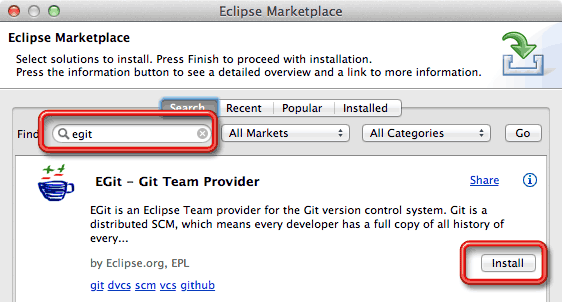 Eclipse Marketplace
Eclipse Marketplace
Select solutions to install. Press Finish to proceed with installation.
Press the information button to see a detailed overview and a link to more information.
Search Recent Popular Installed
Find egit All Markets All Categories Go
EGit - Git Team Provider Share
EGit is an Eclipse Team provider for the Git version control system. Git is a
distributed SCM, which means every developer has a full copy of all history of
every...
by Eclipse.org, EPL Install
git dvcs scm vcs github